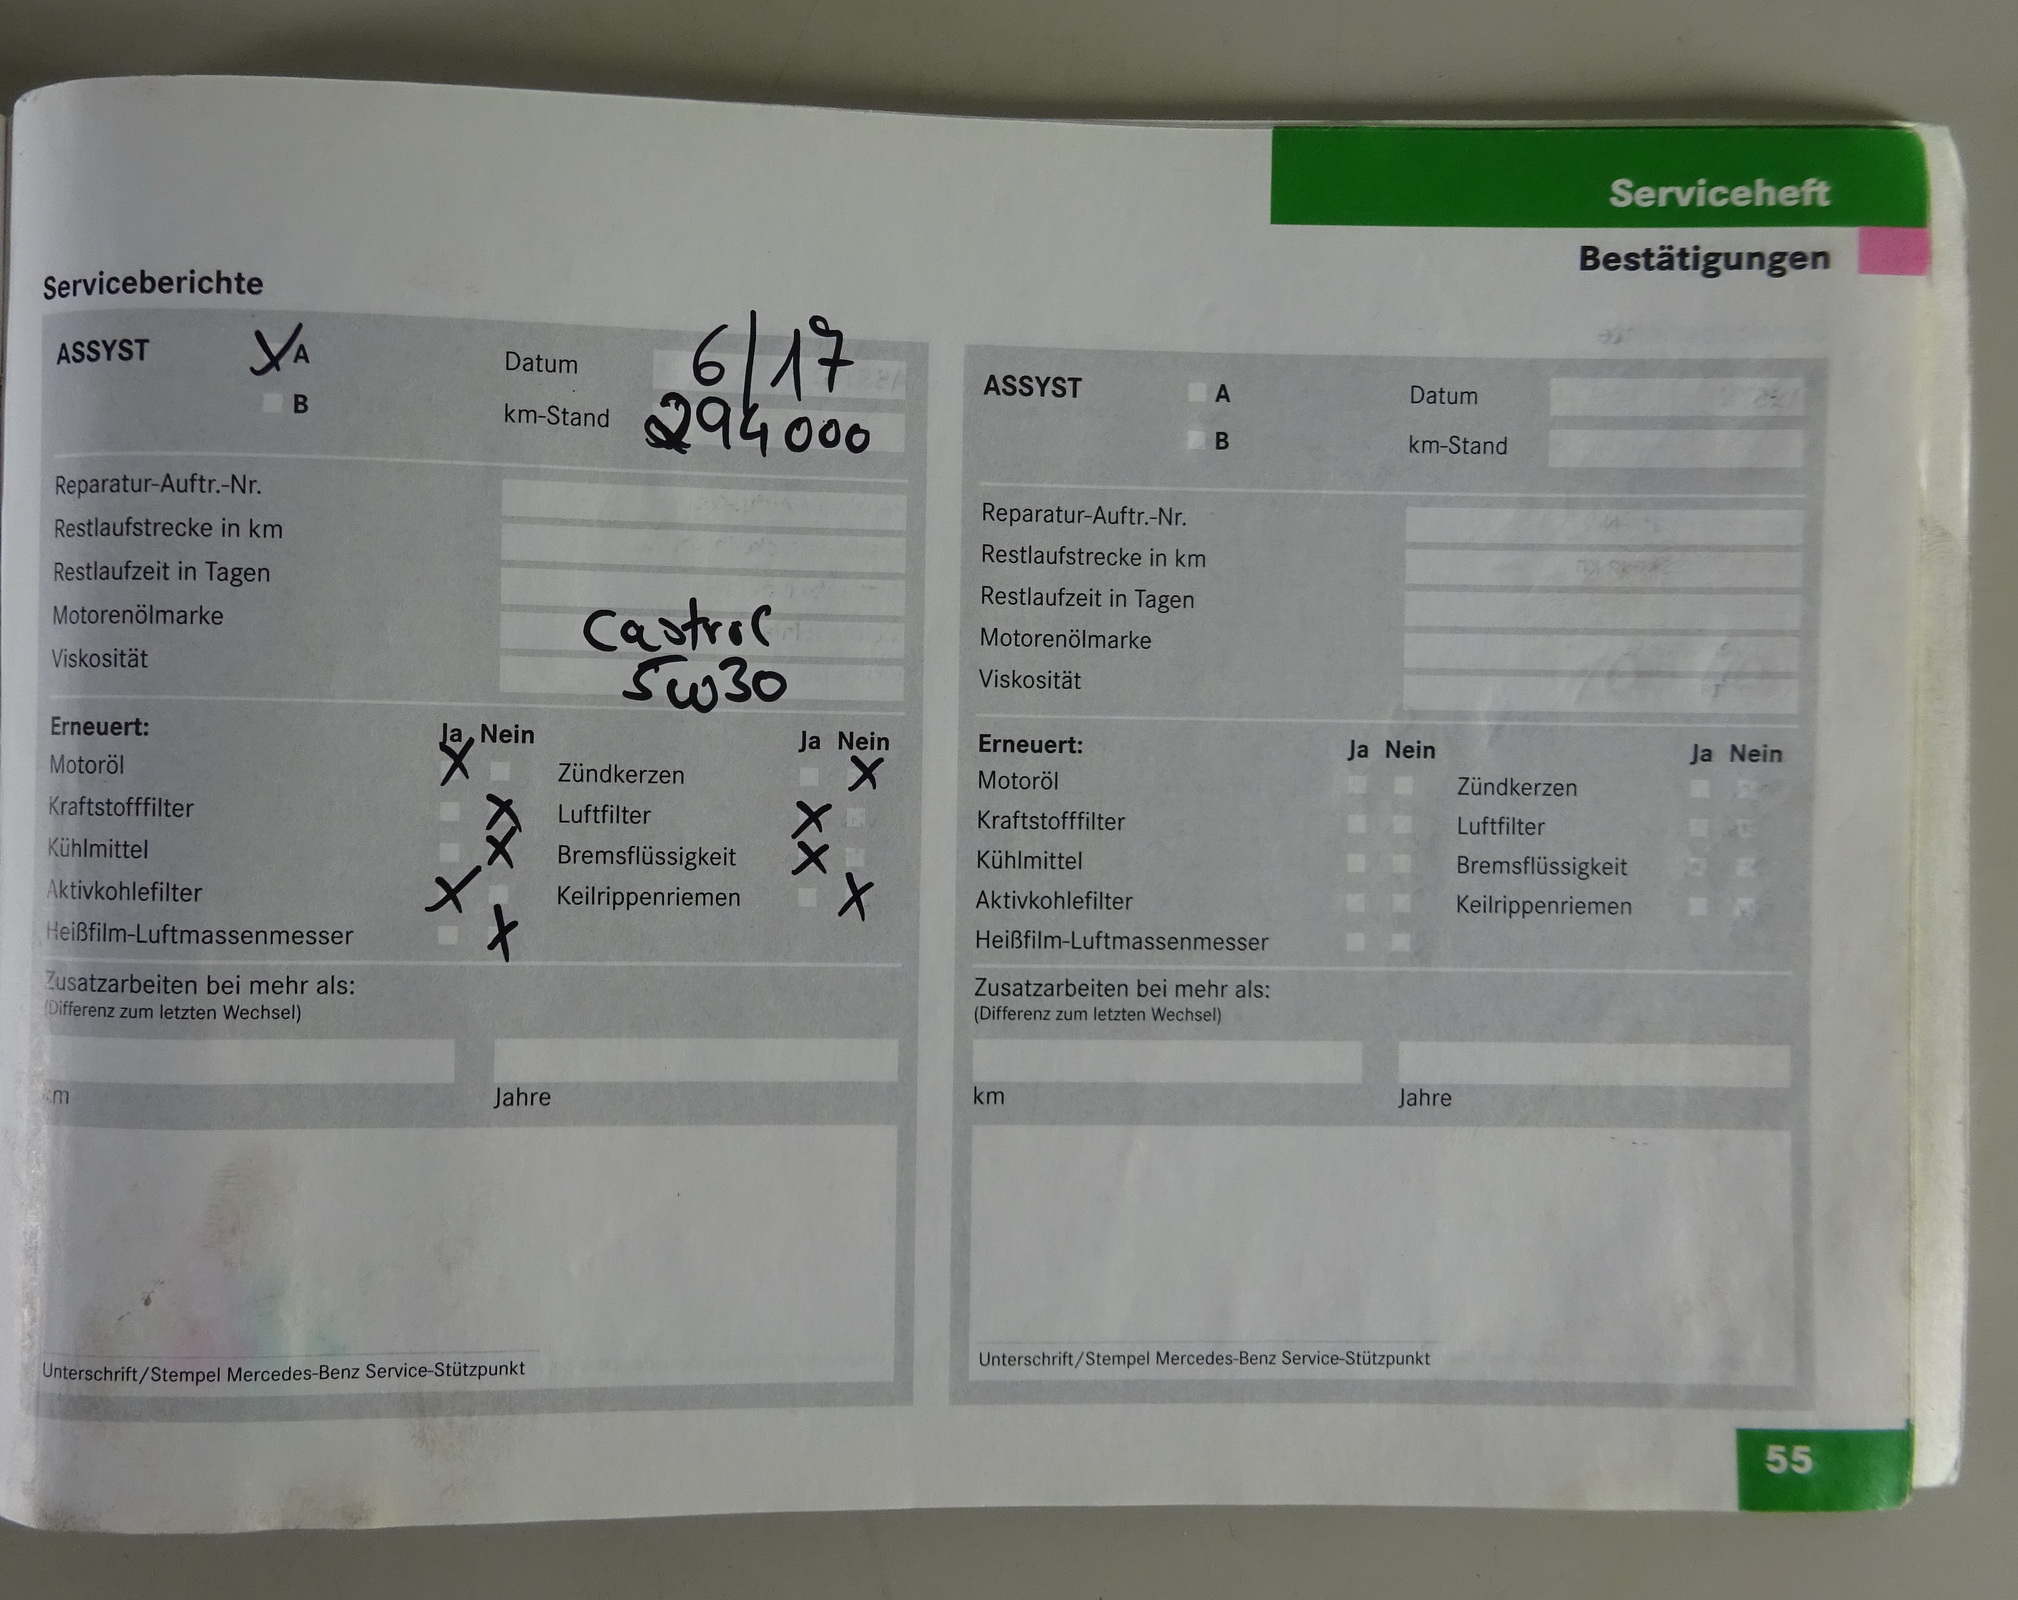 Serviceheft
Bestätigungen
Serviceberichte
ASSYST X A
B
Datum 6/17
km-Stand 294000
Reparatur-Auftr.-Nr.
Restlaufstrecke in km
Restlaufzeit in Tagen
Motorenölmarke Castrol
Viskosität 5W30
Erneuert: Ja Nein Ja Nein
Motoröl X Zündkerzen X
Kraftstofffilter X Luftfilter X
Kühlmittel X Bremsflüssigkeit X
Aktivkohlefilter X Keilrippenriemen X
Heißfilm-Luftmassenmesser X
Zusatzarbeiten bei mehr als:
(Differenz zum letzten Wechsel)
km Jahre
Unterschrift/Stempel Mercedes-Benz Service-Stützpunkt
ASSYST A
B
Datum
km-Stand
Reparatur-Auftr.-Nr.
Restlaufstrecke in km
Restlaufzeit in Tagen
Motorenölmarke
Viskosität
Erneuert: Ja Nein Ja Nein
Motoröl Zündkerzen
Kraftstofffilter Luftfilter
Kühlmittel Bremsflüssigkeit
Aktivkohlefilter Keilrippenriemen
Heißfilm-Luftmassenmesser
Zusatzarbeiten bei mehr als:
(Differenz zum letzten Wechsel)
km Jahre
Unterschrift/Stempel Mercedes-Benz Service-Stützpunkt
55